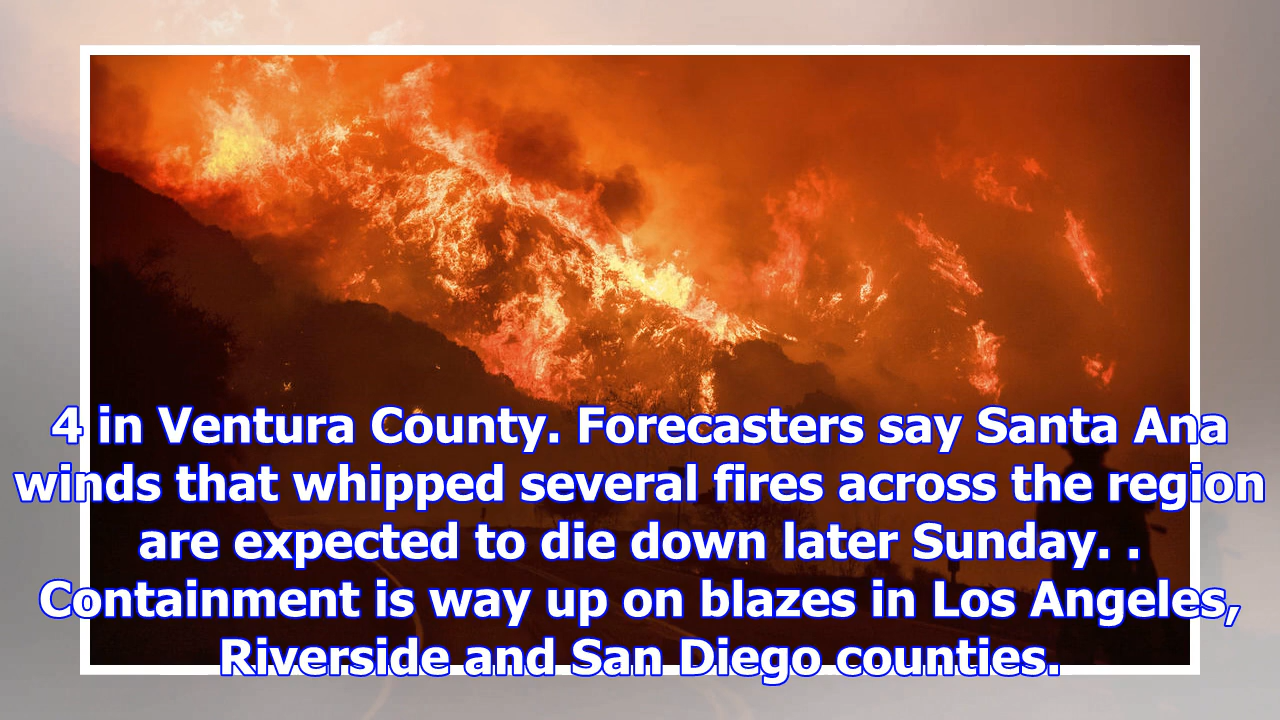 4 in Ventura County. Forecasters say Santa Ana
winds that whipped several fires across the region
are expected to die down later Sunday. .
Containment is way up on blazes in Los Angeles,
Riverside and San Diego counties.